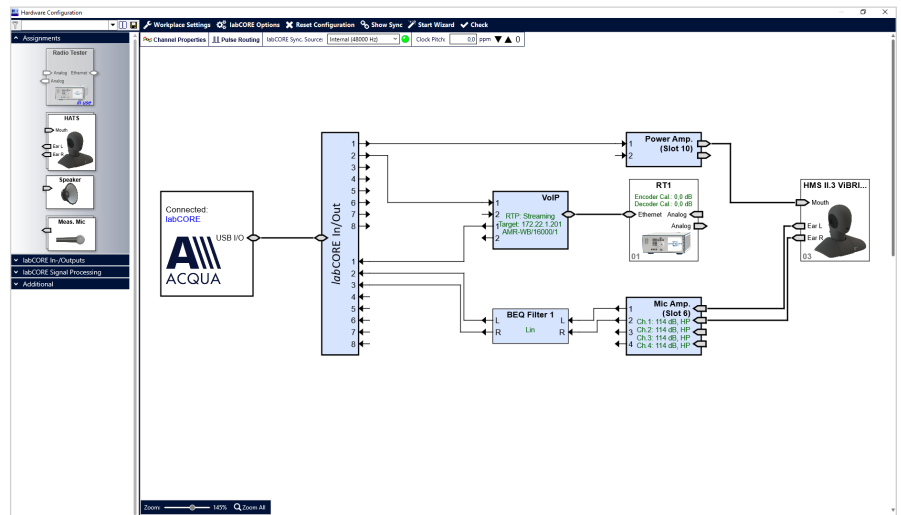 Hardware Configuration
Workplace Settings labCORE Options Reset Configuration Show Sync Start Wizard Check
Assignments
Channel Properties Pulse Routing labCORE Sync. Source: Internal (48000 Hz) Clock Pitch: 0,0 ppm ▼ ▲ 0
Radio Tester
Analog Ethernet
Analog
in use
HATS
Mouth
Ear L
Ear R
Speaker
Meas. Mic
labCORE In-/Outputs
labCORE Signal Processing
Additional
Connected:
labCORE
USB I/O
ACQUA
labCORE In/Out
1
2
3
4
5
6
7
8
1
2
3
4
5
6
7
8
VoIP
1
2 RTP: Streaming
1 Target: 172.22.1.201
2 AMR-WB/16000/1
BEQ Filter 1
L Lin L
R R
Power Amp.
1 (Slot 10)
2
RT1
Encoder Cal.: 0,0 dB
Decoder Cal.: 0,0 dB
Ethernet Analog
Analog
01
Mic Amp.
1 (Slot 6)
2 Ch.1: 114 dB, HP
Ch.2: 114 dB, HP
3 Ch.3: 114 dB, HP
4 Ch.4: 114 dB, HP
HMS II.3 ViBRI...
Mouth
Ear L
Ear R
03
Zoom: 145% Zoom All